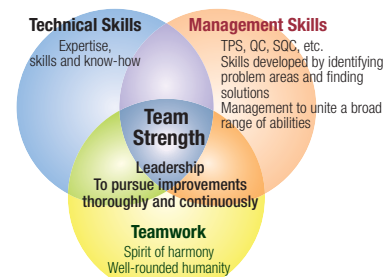 Technical Skills
Expertise,
skills and know-how
Management Skills
TPS, QC, SQC, etc.
Skills developed by identifying
problem areas and finding
solutions
Management to unite a broad
range of abilities
Team
Strength
Leadership
To pursue improvements
thoroughly and continuously
Teamwork
Spirit of harmony
Well-rounded humanity